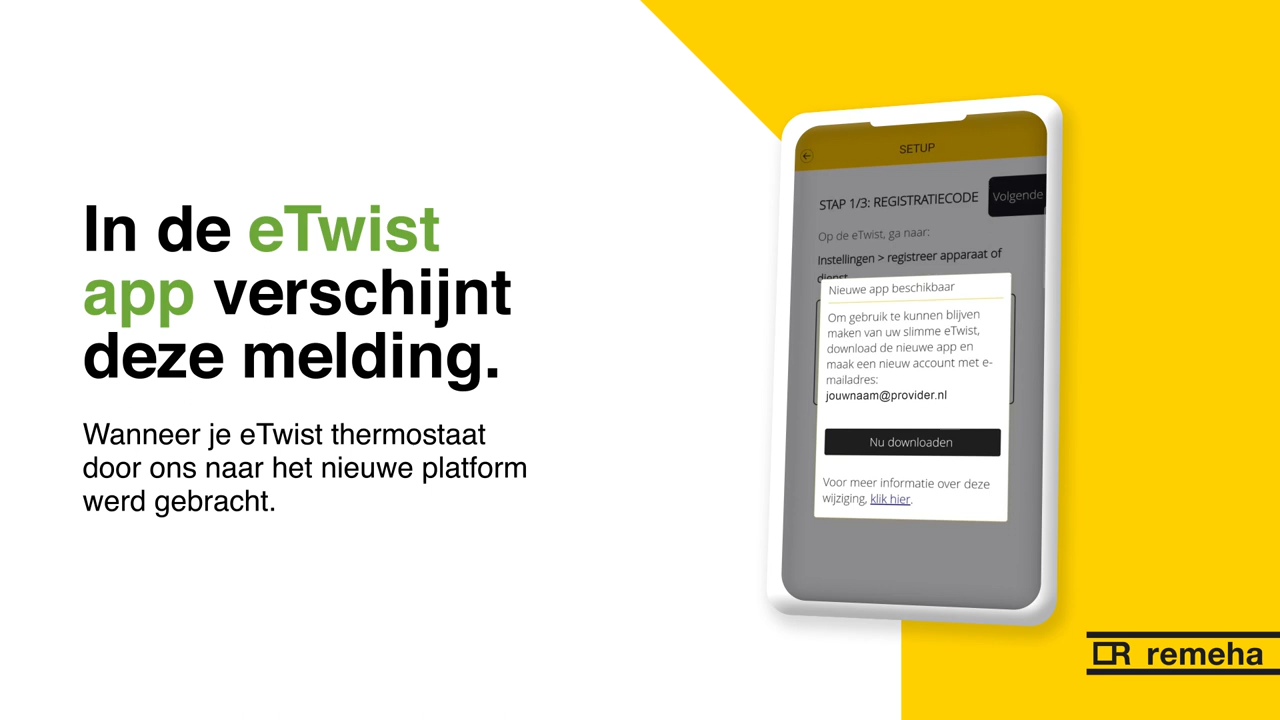 In de eTwist
app verschijnt
deze melding.
Wanneer je eTwist thermostaat
door ons naar het nieuwe platform
werd gebracht.
SETUP
STAP 1/3: REGISTRATIECODE
Volgende
Op de eTwist, ga naar:
Instellingen > registreer apparaat of
dienst
Nieuwe app beschikbaar
Om gebruik te kunnen blijven
maken van uw slimme eTwist,
download de nieuwe app en
maak een nieuw account met e-
mailadres:
jouwnaam@provider.nl
Nu downloaden
Voor meer informatie over deze
wijziging, klik hier.
remeha